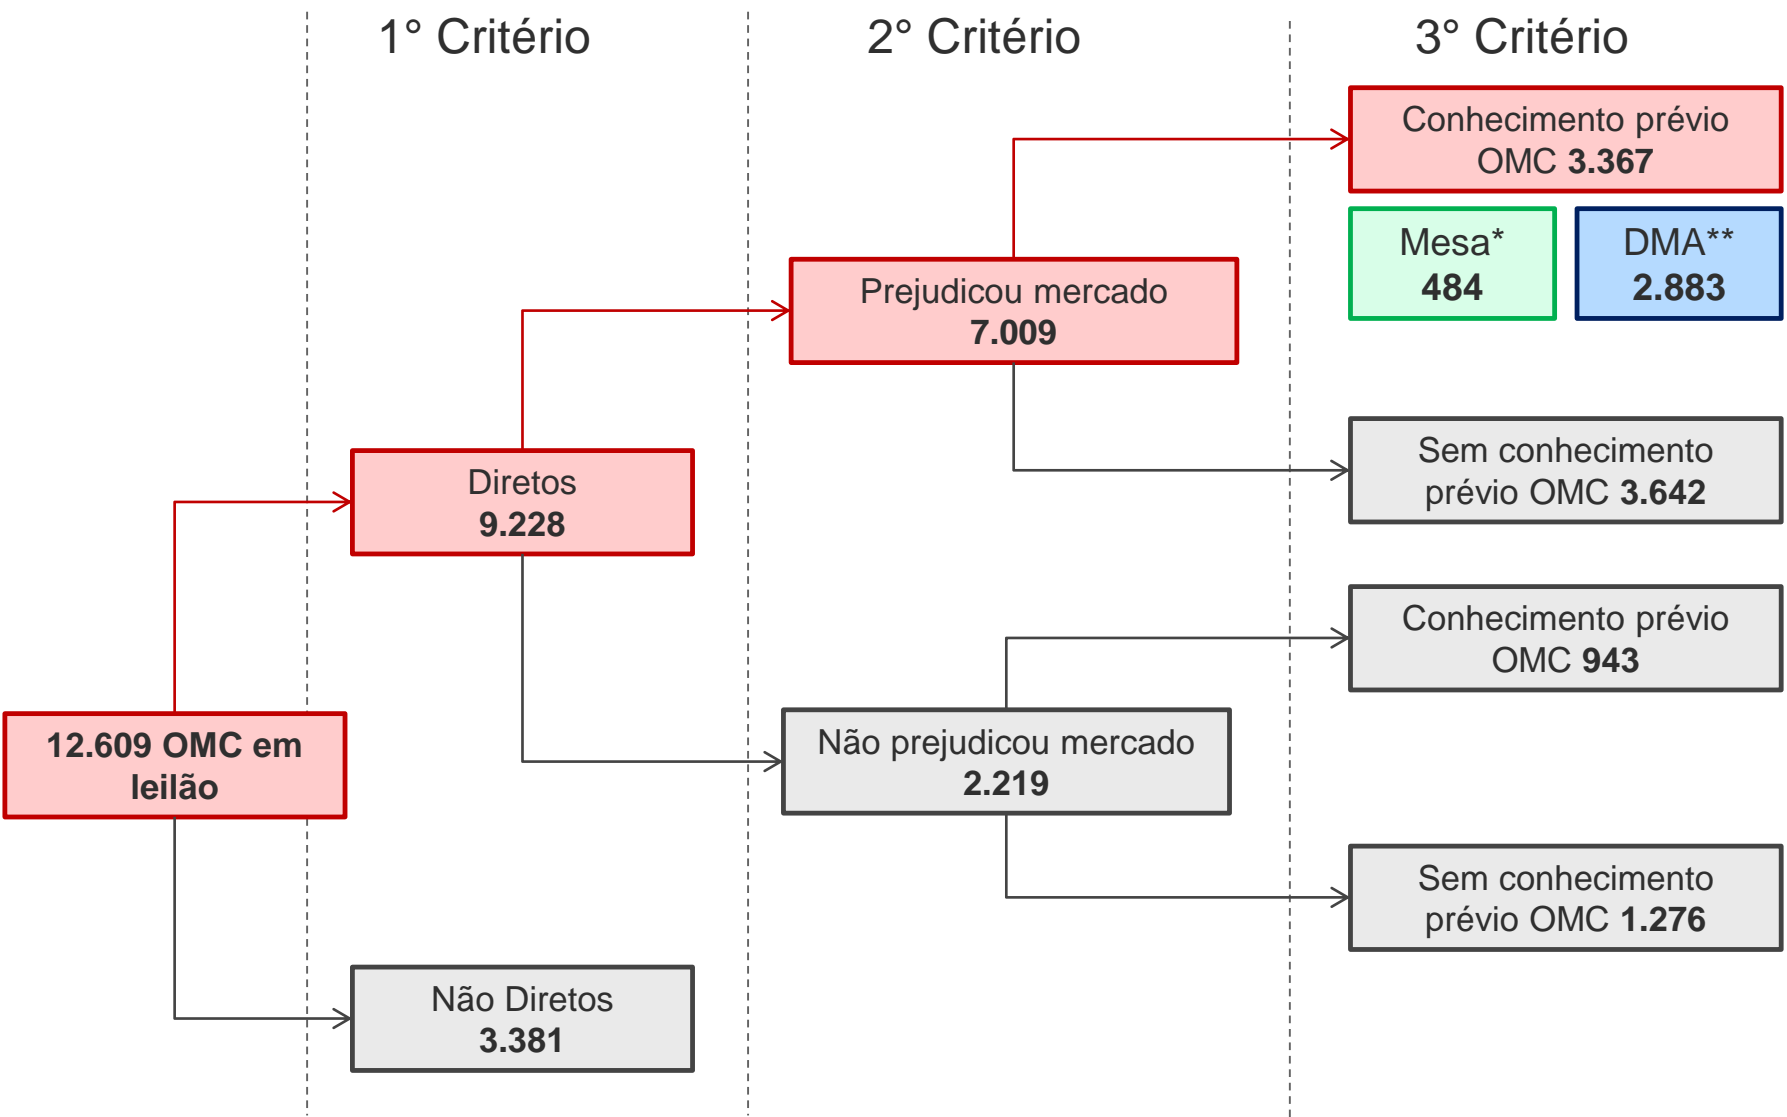 1° Critério
2° Critério
3° Critério
Conhecimento prévio
OMC 3.367
Mesa*
484
DMA**
2.883
Prejudicou mercado
7.009
Sem conhecimento
prévio OMC 3.642
Diretos
9.228
Conhecimento prévio
OMC 943
12.609 OMC em
leilão
Não prejudicou mercado
2.219
Sem conhecimento
prévio OMC 1.276
Não Diretos
3.381